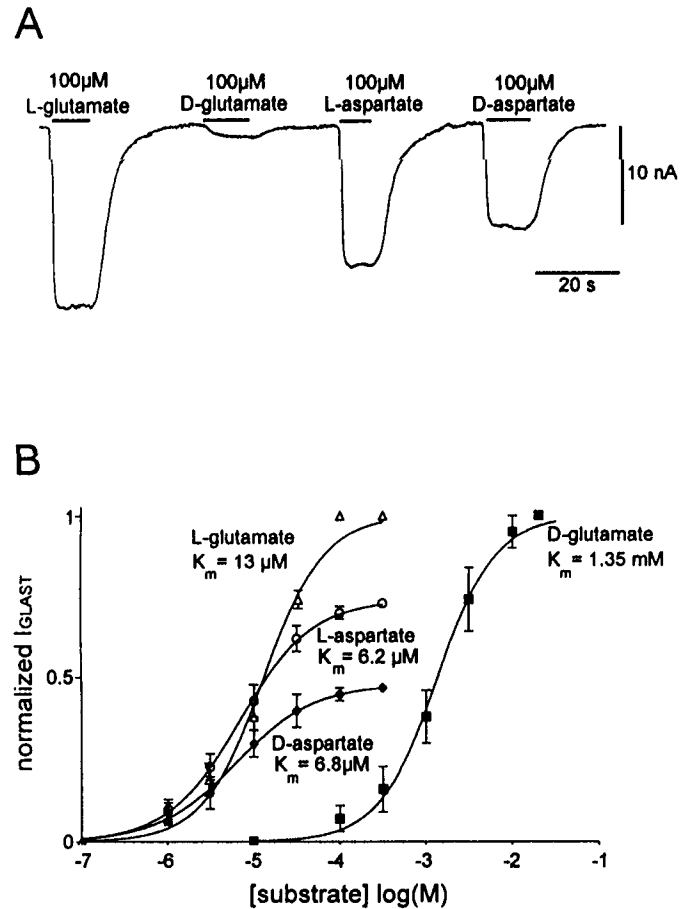 A
100µM
L-glutamate
100µM
D-glutamate
100µM
L-aspartate
100µM
D-aspartate
10 nA
20 s
B
normalized IGLAST
1
0.5
0
L-glutamate
Km= 13 µM
L-aspartate
Km= 6.2 µM
D-aspartate
Km= 6.8µM
D-glutamate
Km= 1.35 mM
-7
-6
-5
-4
-3
-2
-1
[substrate] log(M)